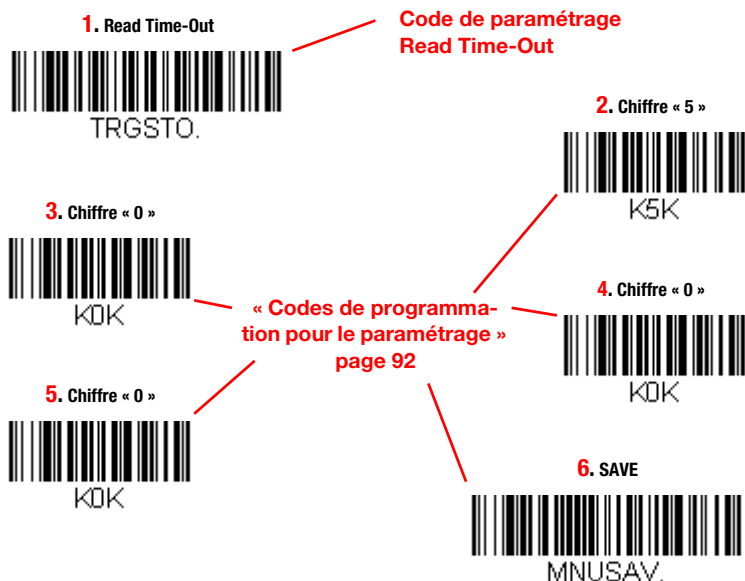 1. Read Time-Out
TRGSTO.
Code de paramétrage
Read Time-Out
2. Chiffre « 5 »
K5K
3. Chiffre « 0 »
K0K
« Codes de programma-
tion pour le paramétrage »
page 92
4. Chiffre « 0 »
K0K
5. Chiffre « 0 »
K0K
6. SAVE
MNUSAV.